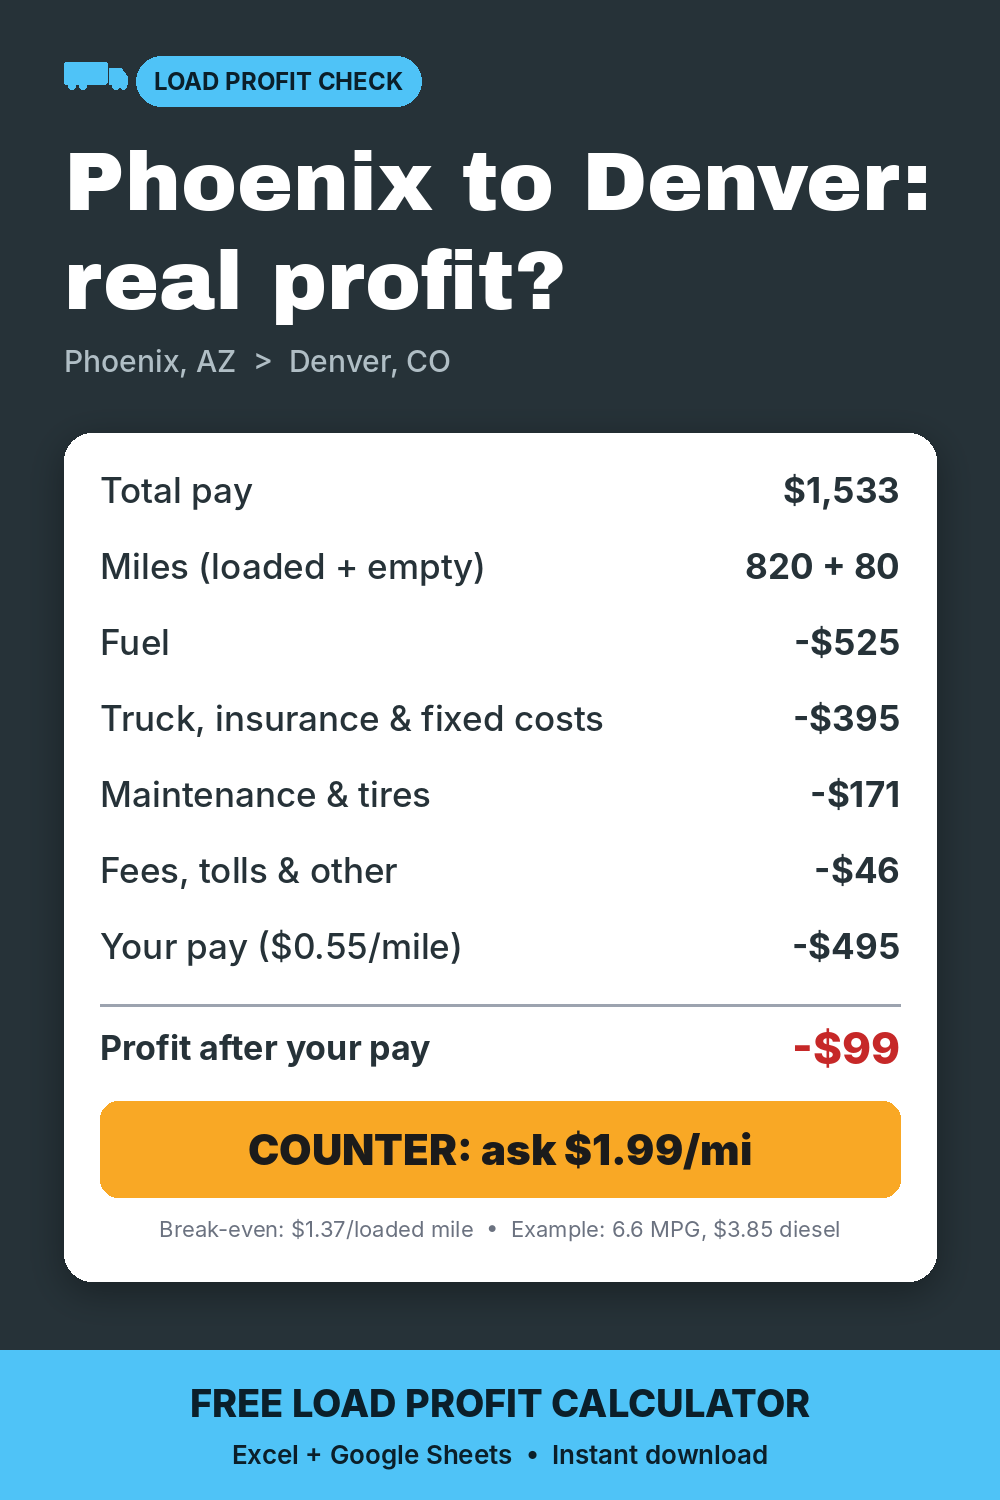 LOAD PROFIT CHECK
Phoenix to Denver:
real profit?
Phoenix, AZ > Denver, CO
Total pay $1,533
Miles (loaded + empty) 820 + 80
Fuel -$525
Truck, insurance & fixed costs -$395
Maintenance & tires -$171
Fees, tolls & other -$46
Your pay ($0.55/mile) -$495
Profit after your pay -$99
COUNTER: ask $1.99/mi
Break-even: $1.37/loaded mile • Example: 6.6 MPG, $3.85 diesel
FREE LOAD PROFIT CALCULATOR
Excel + Google Sheets • Instant download